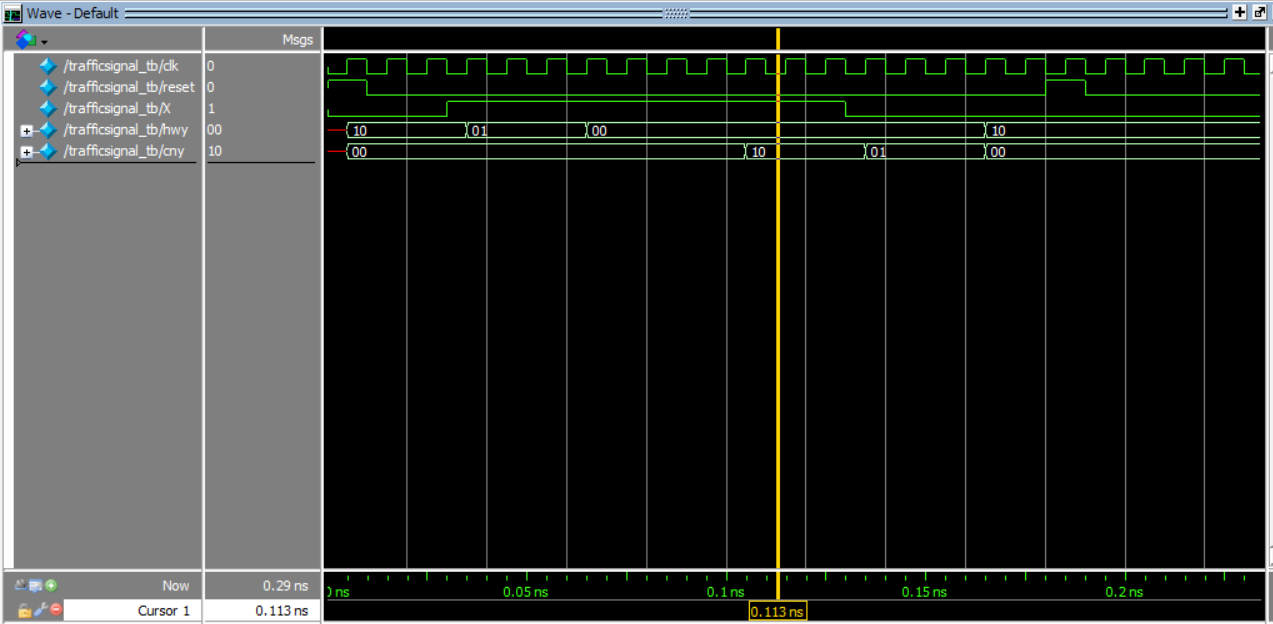 Wave - Default
Msgs
/trafficsignal_tb/clk 0
/trafficsignal_tb/reset 0
/trafficsignal_tb/X 1
/trafficsignal_tb/hwy 00 10 01 00 10
/trafficsignal_tb/cny 10 00 10 01 00
Now 0.29 ns ns 0.05 ns 0.1 ns 0.15 ns 0.2 ns
Cursor 1 0.113 ns 0.113 ns